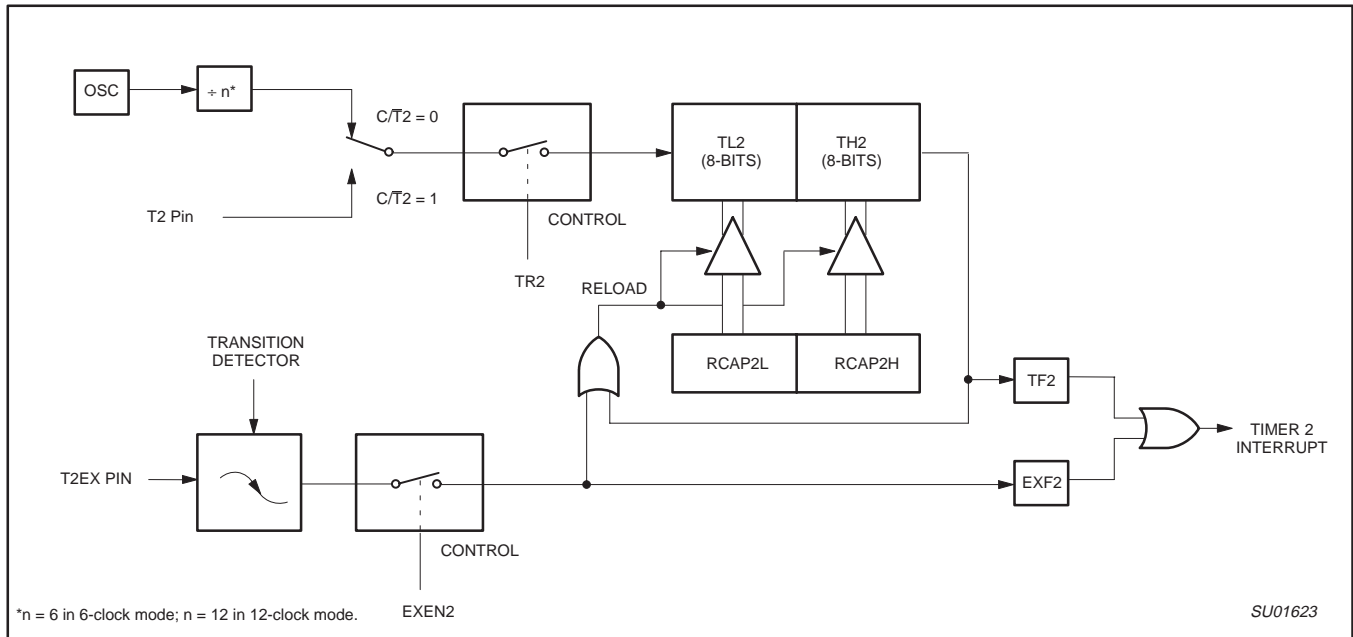 OSC
÷ n*
C/T̅2 = 0
C/T̅2 = 1
T2 Pin
CONTROL
TR2
TL2
(8-BITS)
TH2
(8-BITS)
RELOAD
RCAP2L
RCAP2H
TRANSITION
DETECTOR
T2EX PIN
CONTROL
EXEN2
TF2
EXF2
TIMER 2
INTERRUPT
*n = 6 in 6-clock mode; n = 12 in 12-clock mode.
SU01623